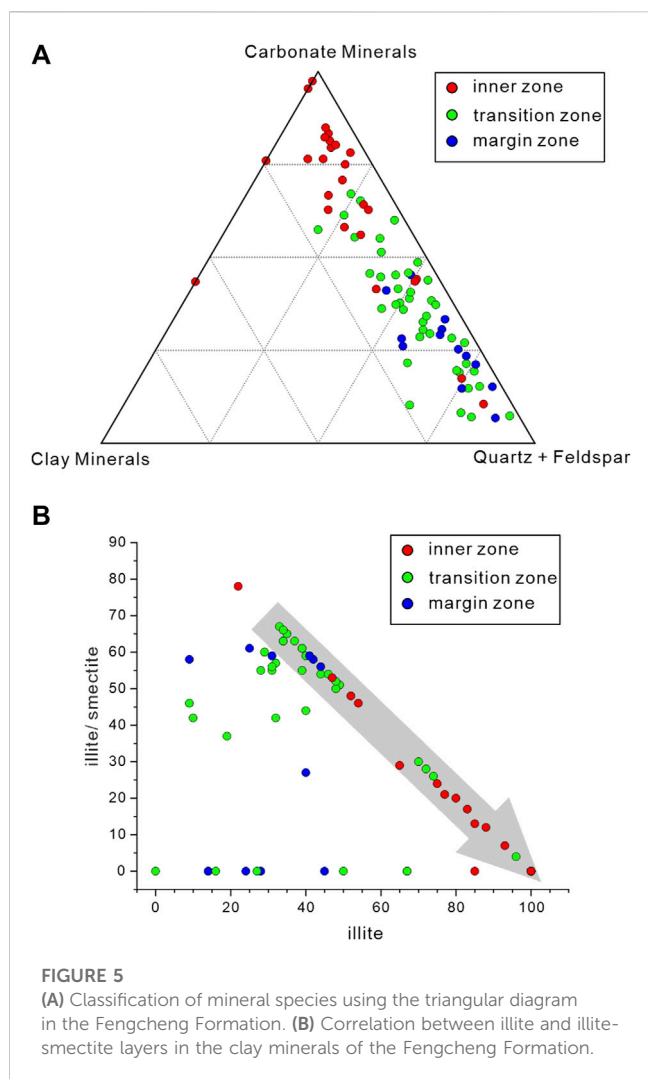 A
Carbonate Minerals
inner zone
transition zone
margin zone
Clay Minerals
Quartz + Feldspar
B
90
80
70
60
50
40
30
20
10
0
illite/ smectite
inner zone
transition zone
margin zone
0
20
40
60
80
100
illite
FIGURE 5
(A) Classification of mineral species using the triangular diagram
in the Fengcheng Formation. (B) Correlation between illite and illite-
smectite layers in the clay minerals of the Fengcheng Formation.